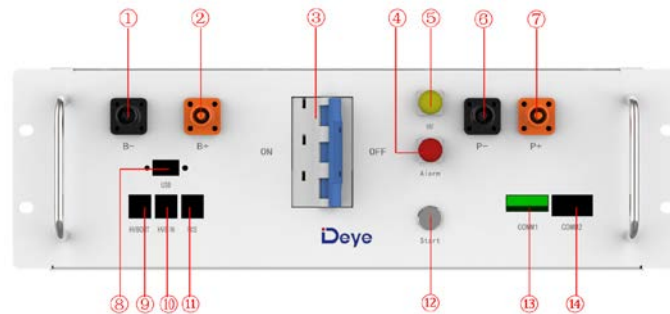 ① ② ③ ④ ⑤ ⑥ ⑦
B- B+ ON OFF HV P- P+
Alarm
USB
COMM1 COMM2
Deye
Start
⑧ ⑨ ⑩ ⑪ ⑫ ⑬ ⑭